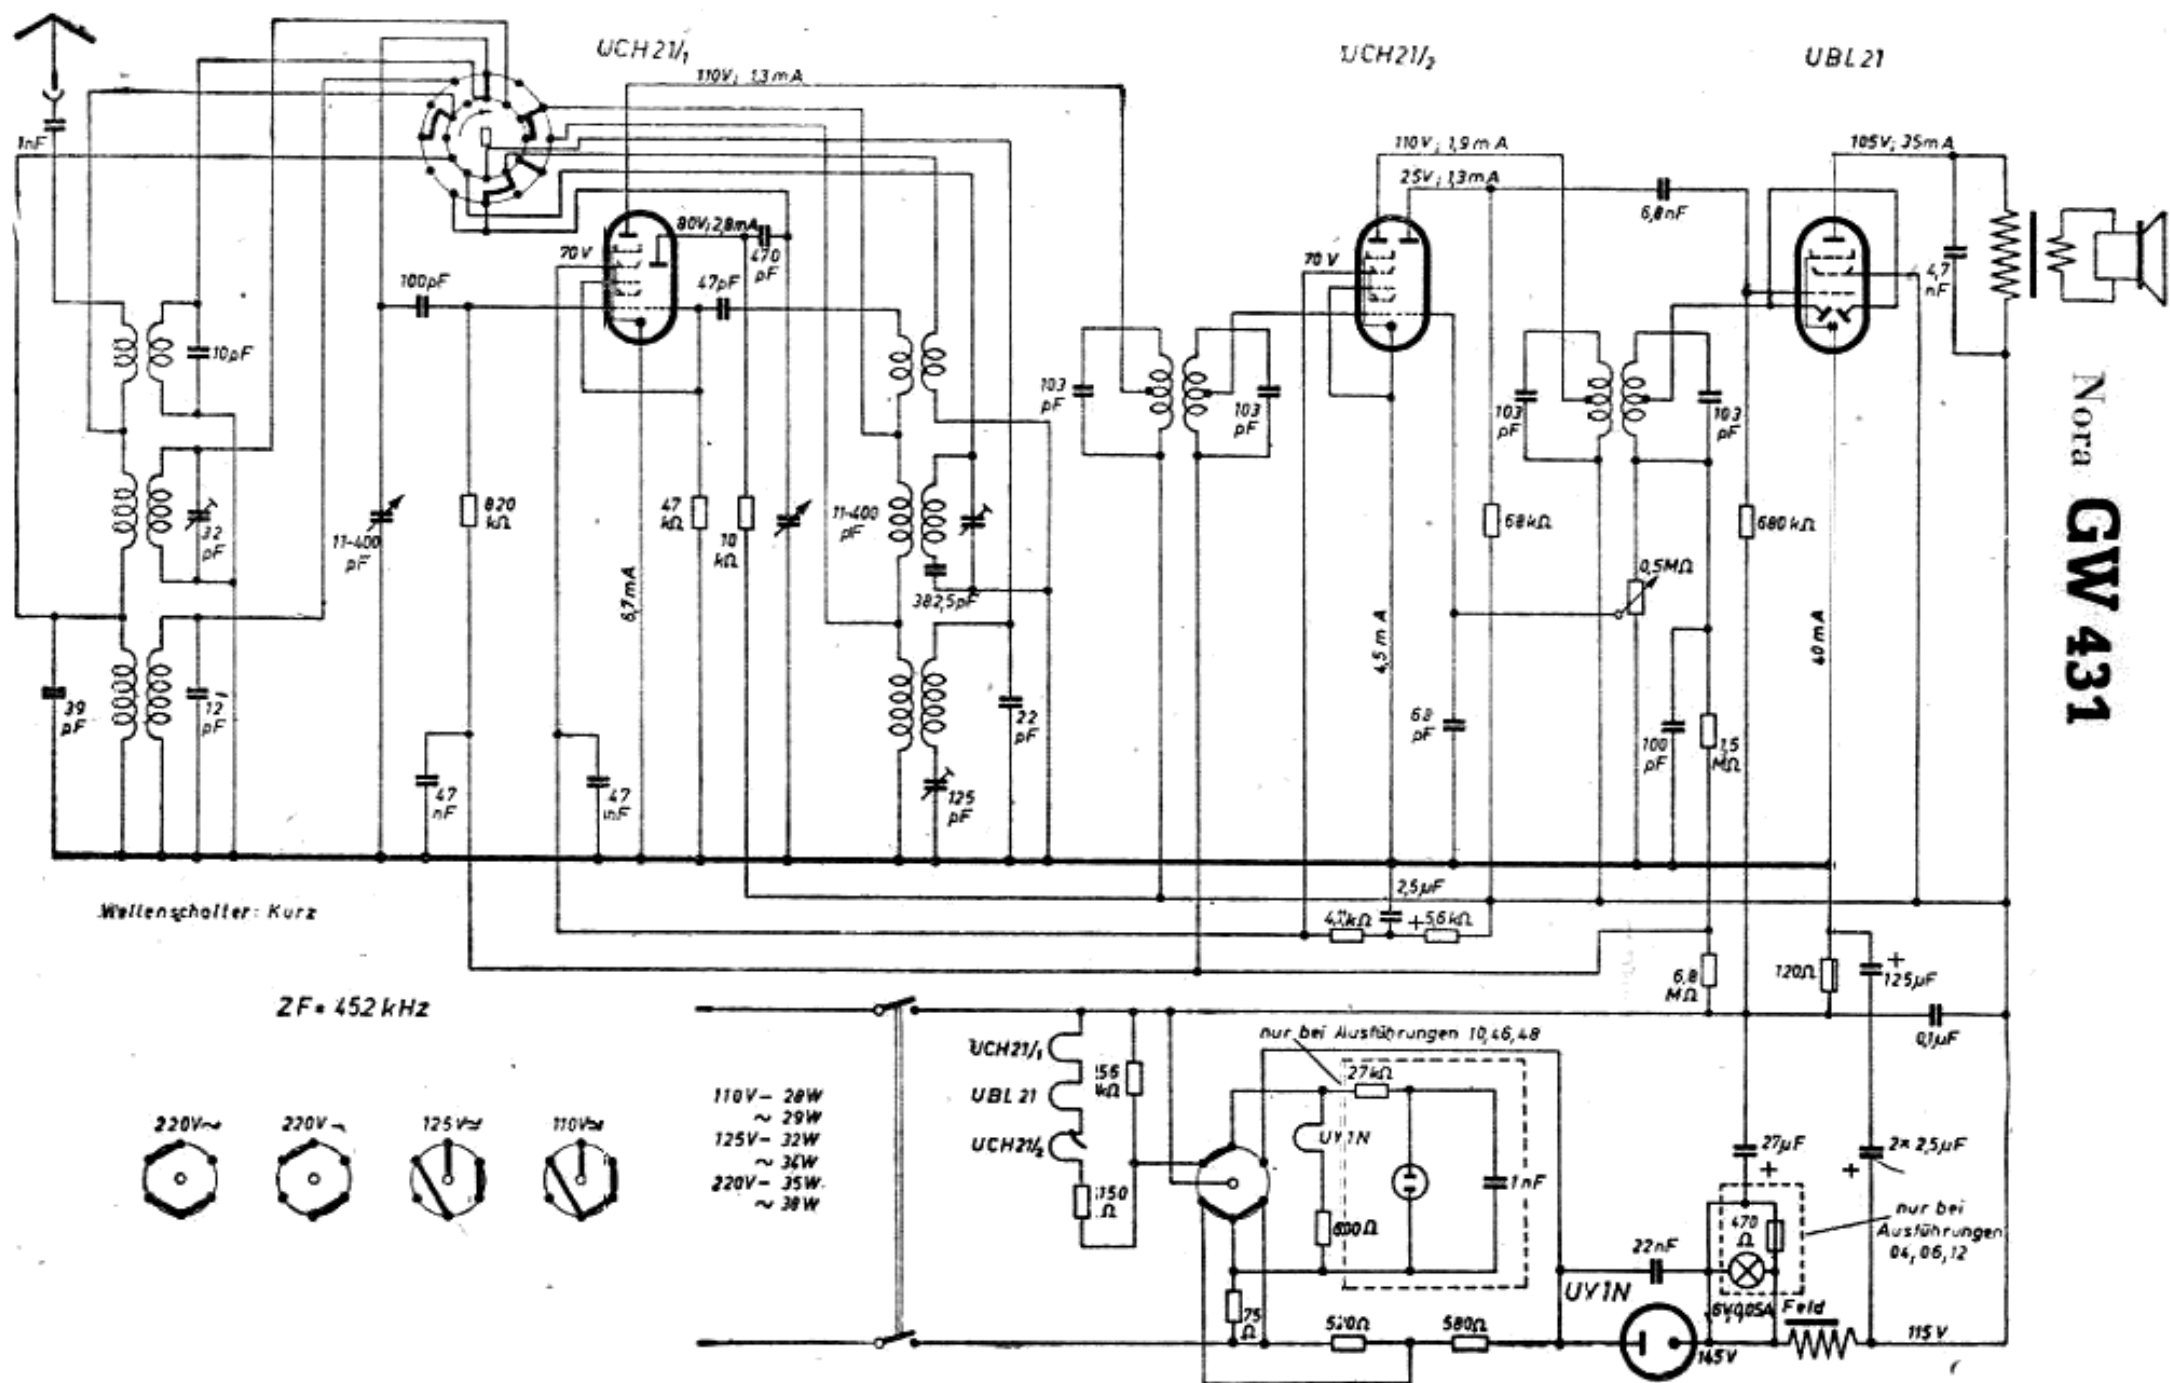 UCH21/1
UCH21/2
UBL21
110V; 1,3mA
1nF
110V; 1,9mA
105V; 35mA
25V; 1,3mA
6,8nF
80V; 2,8mA
70V
470
pF
70V
4,7
nF
100pF
47pF
10pF
103
pF
103
pF
103
pF
103
pF
Nora GW 431
32
pF
11-400
pF
820
kΩ
47
kΩ
10
kΩ
11-400
pF
68kΩ
680kΩ
0,5MΩ
382,5pF
6,7mA
4,5mA
40mA
39
pF
12
pF
22
pF
68
pF
100
pF
1,5
MΩ
47
nF
47
nF
125
pF
2,5µF
Wellenschalter: Kurz
+
5,6kΩ
6,8
MΩ
120Ω
+
125µF
ZF = 452 kHz
nur bei Ausführungen 10,46,48
0,1µF
UCH21/1
56
kΩ
27kΩ
UBL21
UCH21/2
UY1N
220V~
220V-
125V≂
110V≂
110V- 28W
~ 29W
125V- 32W
~ 34W
220V- 35W
~ 38W
27µF
+
2× 2,5µF
+
150
Ω
1nF
600Ω
470
Ω
nur bei
Ausführungen
04, 06, 12
22nF
UY1N
6V,0,05A
Feld
75
Ω
520Ω
580Ω
145V
115V